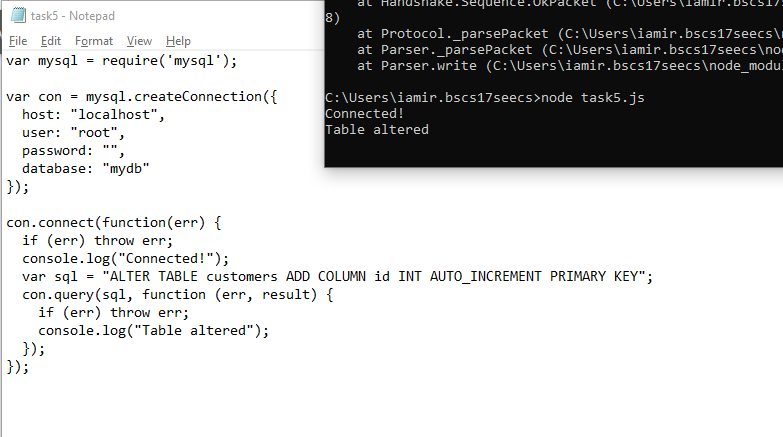 task5 - Notepad
File Edit Format View Help
var mysql = require('mysql');
var con = mysql.createConnection({
host: "localhost",
user: "root",
password: "",
database: "mydb"
});
con.connect(function(err) {
if (err) throw err;
console.log("Connected!");
var sql = "ALTER TABLE customers ADD COLUMN id INT AUTO_INCREMENT PRIMARY KEY";
con.query(sql, function (err, result) {
if (err) throw err;
console.log("Table altered");
});
});
at Handshake.Sequence.OkPacket (C:\Users\iamir.bscs17
8)
at Protocol._parsePacket (C:\Users\iamir.bscs17seecs\n
at Parser._parsePacket (C:\Users\iamir.bscs17seecs\nod
at Parser.write (C:\Users\iamir.bscs17seecs\node_modul
C:\Users\iamir.bscs17seecs>node task5.js
Connected!
Table altered